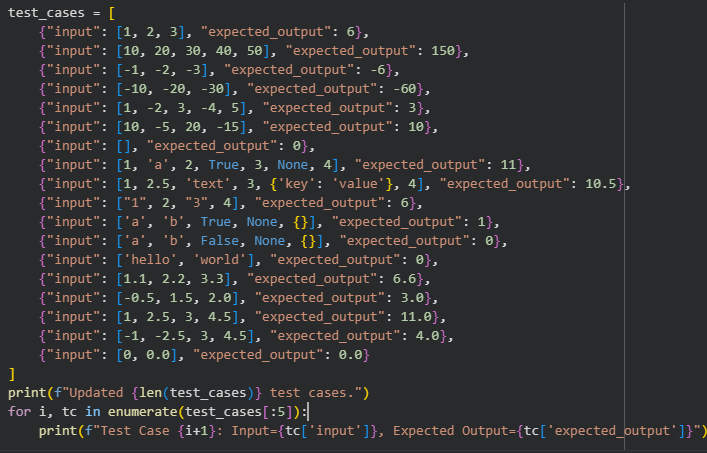 test_cases = [
    {"input": [1, 2, 3], "expected_output": 6},
    {"input": [10, 20, 30, 40, 50], "expected_output": 150},
    {"input": [-1, -2, -3], "expected_output": -6},
    {"input": [-10, -20, -30], "expected_output": -60},
    {"input": [1, -2, 3, -4, 5], "expected_output": 3},
    {"input": [10, -5, 20, -15], "expected_output": 10},
    {"input": [], "expected_output": 0},
    {"input": [1, 'a', 2, True, 3, None, 4], "expected_output": 11},
    {"input": [1, 2.5, 'text', 3, {'key': 'value'}, 4], "expected_output": 10.5},
    {"input": ["1", 2, "3", 4], "expected_output": 6},
    {"input": ['a', 'b', True, None, {}], "expected_output": 1},
    {"input": ['a', 'b', False, None, {}], "expected_output": 0},
    {"input": ['hello', 'world'], "expected_output": 0},
    {"input": [1.1, 2.2, 3.3], "expected_output": 6.6},
    {"input": [-0.5, 1.5, 2.0], "expected_output": 3.0},
    {"input": [1, 2.5, 3, 4.5], "expected_output": 11.0},
    {"input": [-1, -2.5, 3, 4.5], "expected_output": 4.0},
    {"input": [0, 0.0], "expected_output": 0.0}
]
print(f"Updated {len(test_cases)} test cases.")
for i, tc in enumerate(test_cases[:5]):
    print(f"Test Case {i+1}: Input={tc['input']}, Expected Output={tc['expected_output']}")